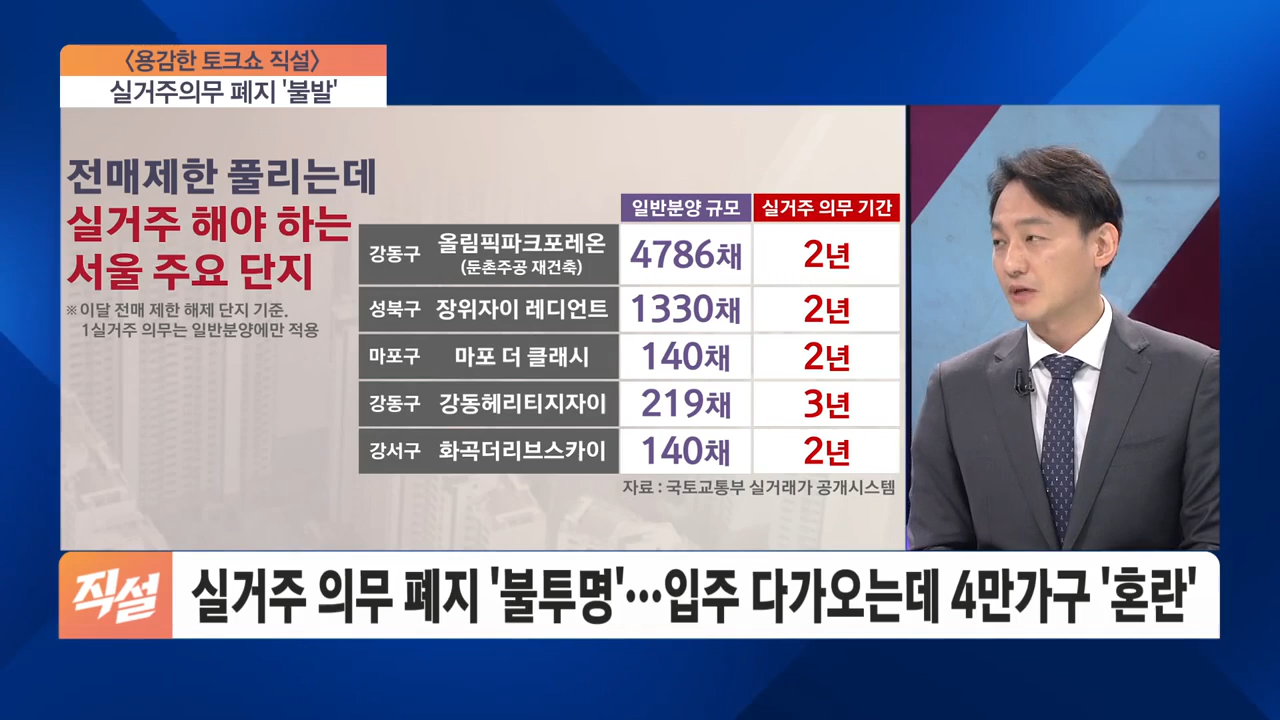 <용감한 토크쇼 직설>
실거주의무 폐지 '불발'
전매제한 풀리는데
실거주 해야 하는
서울 주요 단지
※ 이달 전매 제한 해제 단지 기준.
1실거주 의무는 일반분양에만 적용
일반분양 규모 실거주 의무 기간
강동구 올림픽파크포레온 (둔촌주공 재건축) 4786채 2년
성북구 장위자이 레디언트 1330채 2년
마포구 마포 더 클래시 140채 2년
강동구 강동헤리티지자이 219채 3년
강서구 화곡더리브스카이 140채 2년
자료 : 국토교통부 실거래가 공개시스템
직설 실거주 의무 폐지 '불투명'…입주 다가오는데 4만가구 '혼란'